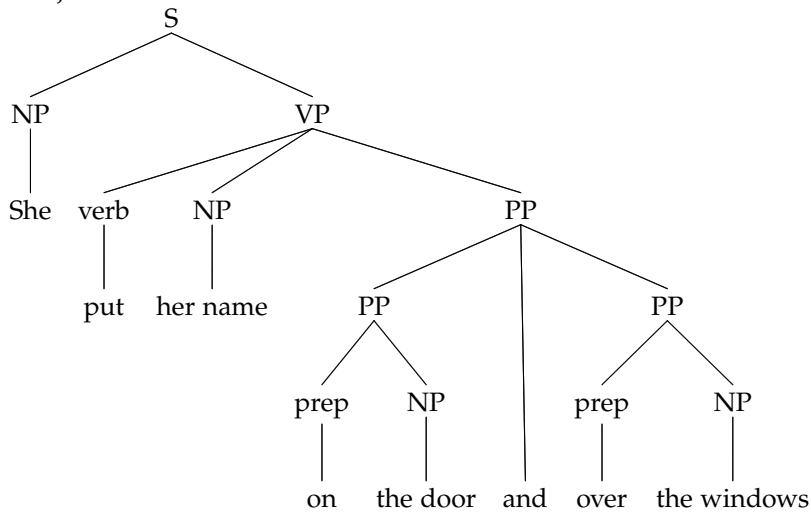 S
NP VP
She verb NP PP
put her name PP PP
prep NP prep NP
on the door and over the windows